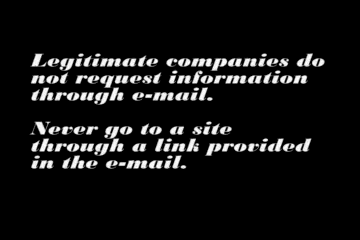 Legitimate companies do
not request information
through e-mail.
Never go to a site
through a link provided
in the e-mail.